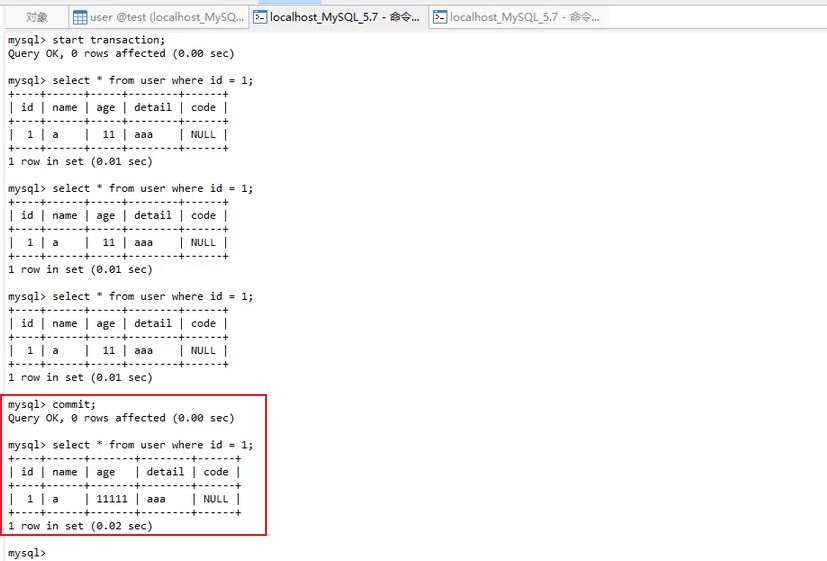 对象 user @test (localhost_MySQ... localhost_MySQL_5.7 - 命令... localhost_MySQL_5.7 - 命令...
mysql> start transaction;
Query OK, 0 rows affected (0.00 sec)
mysql> select * from user where id = 1;
+----+------+-----+--------+------+
| id | name | age | detail | code |
+----+------+-----+--------+------+
|  1 | a    |  11 | aaa    | NULL |
+----+------+-----+--------+------+
1 row in set (0.01 sec)
mysql> select * from user where id = 1;
+----+------+-----+--------+------+
| id | name | age | detail | code |
+----+------+-----+--------+------+
|  1 | a    |  11 | aaa    | NULL |
+----+------+-----+--------+------+
1 row in set (0.01 sec)
mysql> select * from user where id = 1;
+----+------+-----+--------+------+
| id | name | age | detail | code |
+----+------+-----+--------+------+
|  1 | a    |  11 | aaa    | NULL |
+----+------+-----+--------+------+
1 row in set (0.01 sec)
mysql> commit;
Query OK, 0 rows affected (0.00 sec)
mysql> select * from user where id = 1;
+----+------+-------+--------+------+
| id | name | age   | detail | code |
+----+------+-------+--------+------+
|  1 | a    | 11111 | aaa    | NULL |
+----+------+-------+--------+------+
1 row in set (0.02 sec)
mysql>